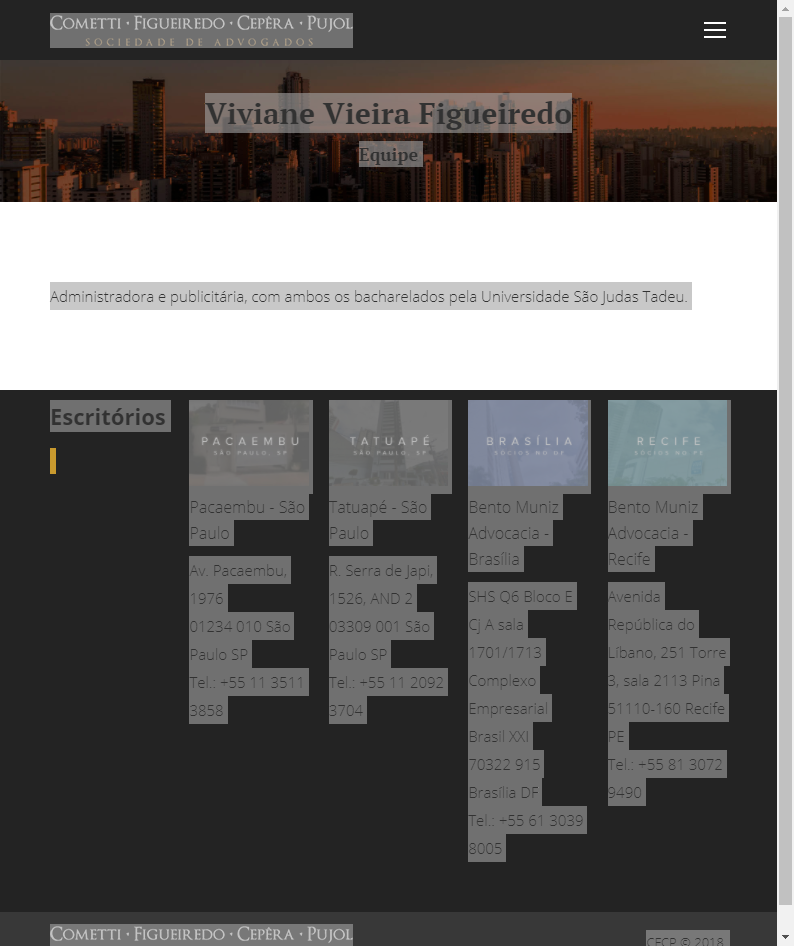 COMETTI · FIGUEIREDO · CEPÊRA · PUJOL
SOCIEDADE DE ADVOGADOS
Viviane Vieira Figueiredo
Equipe
Administradora e publicitária, com ambos os bacharelados pela Universidade São Judas Tadeu.
Escritórios
PACAEMBU
SÃO PAULO, SP
Pacaembu - São
Paulo
Av. Pacaembu,
1976
01234 010 São
Paulo SP
Tel.: +55 11 3511
3858
TATUAPÉ
SÃO PAULO, SP
Tatuapé - São
Paulo
R. Serra de Japi,
1526, AND 2
03309 001 São
Paulo SP
Tel.: +55 11 2092
3704
BRASÍLIA
SÓCIOS NO DF
Bento Muniz
Advocacia -
Brasília
SHS Q6 Bloco E
Cj A sala
1701/1713
Complexo
Empresarial
Brasil XXI
70322 915
Brasília DF
Tel.: +55 61 3039
8005
RECIFE
SÓCIOS NO PE
Bento Muniz
Advocacia -
Recife
Avenida
República do
Líbano, 251 Torre
3, sala 2113 Pina
51110-160 Recife
PE
Tel.: +55 81 3072
9490
COMETTI · FIGUEIREDO · CEPÊRA · PUJOL
CFCP © 2018